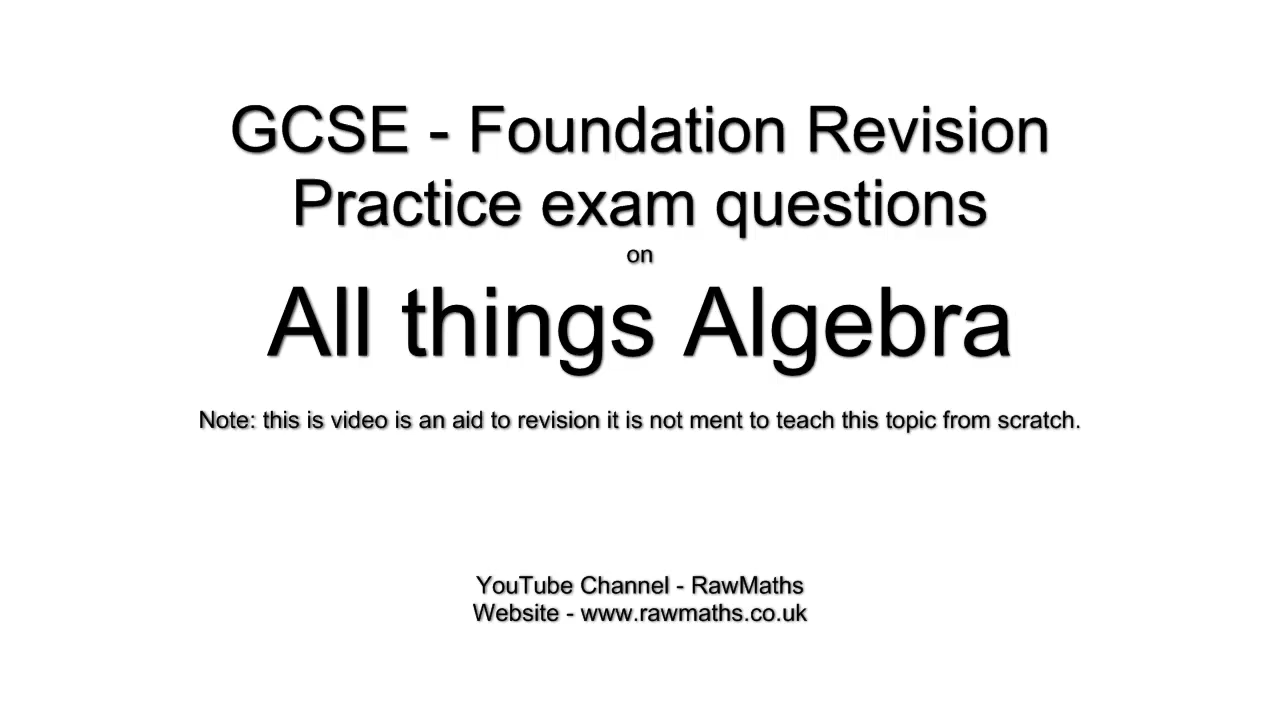 GCSE - Foundation Revision
Practice exam questions
on
All things Algebra
Note: this is video is an aid to revision it is not ment to teach this topic from scratch.
YouTube Channel - RawMaths
Website - www.rawmaths.co.uk